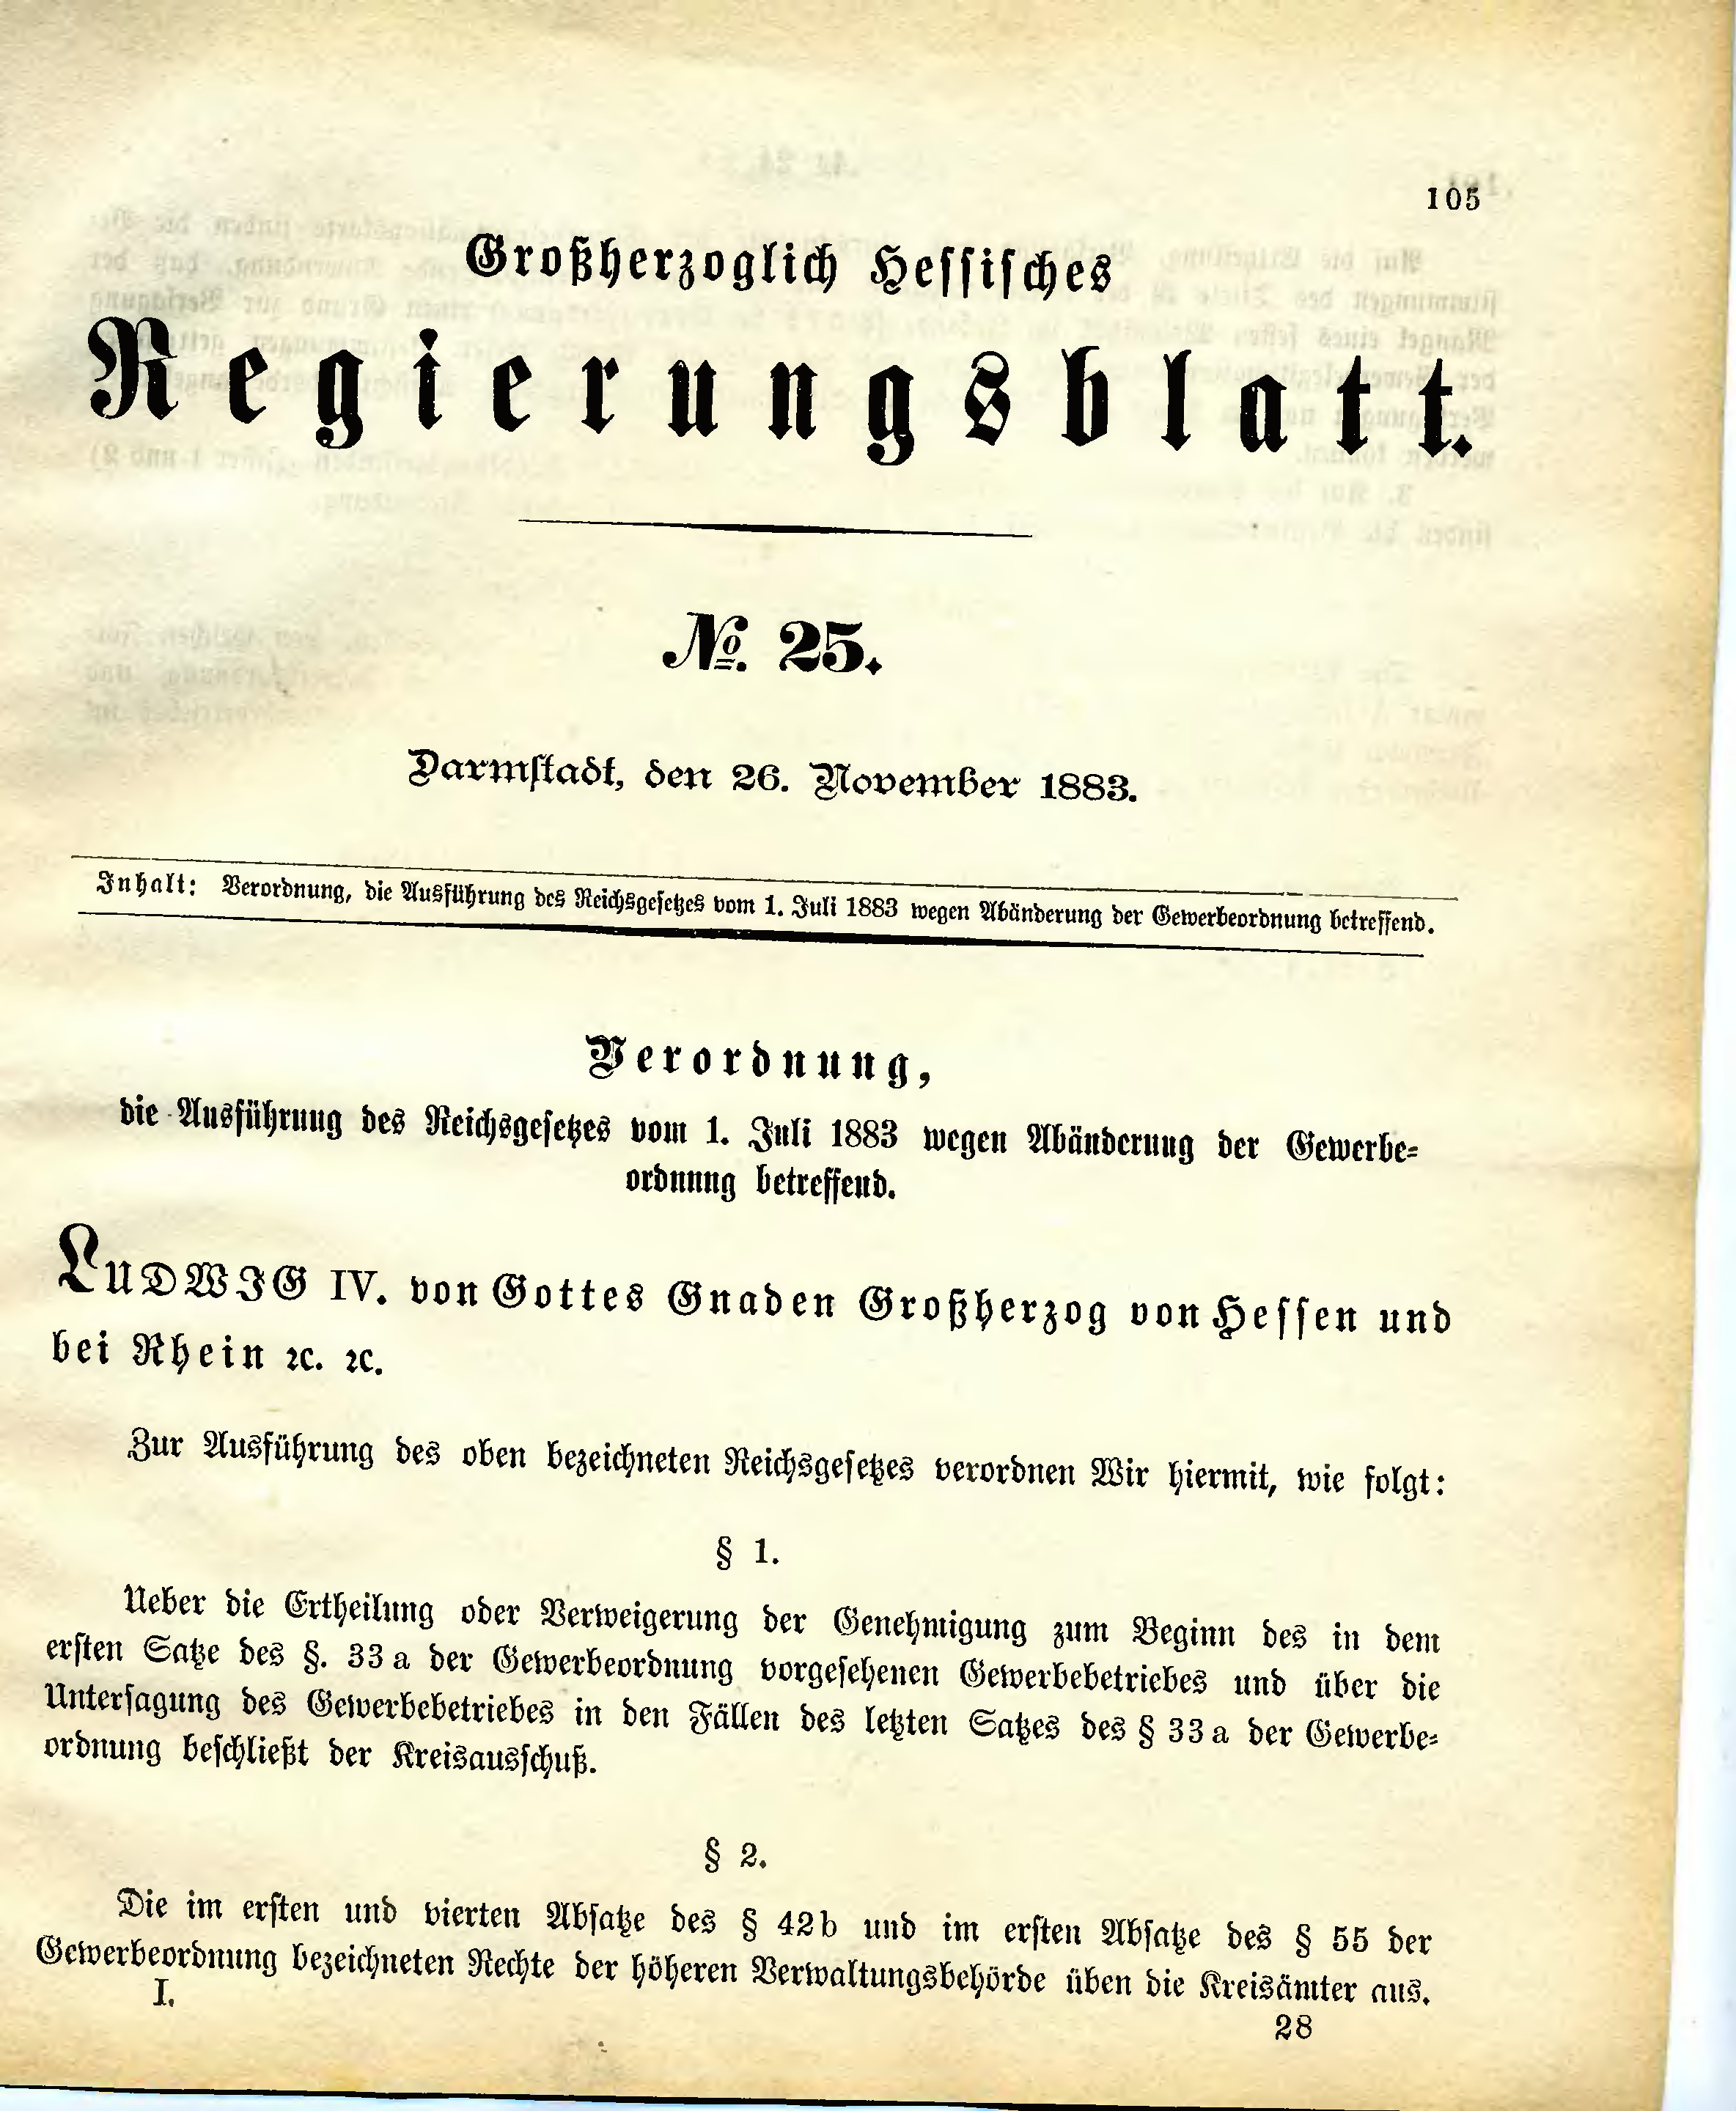 105
Großherzoglich Hessisches
Regierungsblatt.
№. 25.
Darmstadt, den 26. November 1883.
Inhalt: Verordnung, die Ausführung des Reichsgesetzes vom 1. Juli 1883 wegen Abänderung der Gewerbeordnung betreffend.
Verordnung,
die Ausführung des Reichsgesetzes vom 1. Juli 1883 wegen Abänderung der Gewerbe-
ordnung betreffend.
LUDWIG IV. von Gottes Gnaden Großherzog von Hessen und
bei Rhein ꝛc. ꝛc.
Zur Ausführung des oben bezeichneten Reichsgesetzes verordnen Wir hiermit, wie folgt:
§ 1.
Ueber die Ertheilung oder Verweigerung der Genehmigung zum Beginn des in dem
ersten Satze des §. 33 a der Gewerbeordnung vorgesehenen Gewerbebetriebes und über die
Untersagung des Gewerbebetriebes in den Fällen des letzten Satzes des § 33 a der Gewerbe-
ordnung beschließt der Kreisausschuß.
§ 2.
Die im ersten und vierten Absatze des § 42 b und im ersten Absatze des § 55 der
Gewerbeordnung bezeichneten Rechte der höheren Verwaltungsbehörde üben die Kreisämter aus.
I.
28